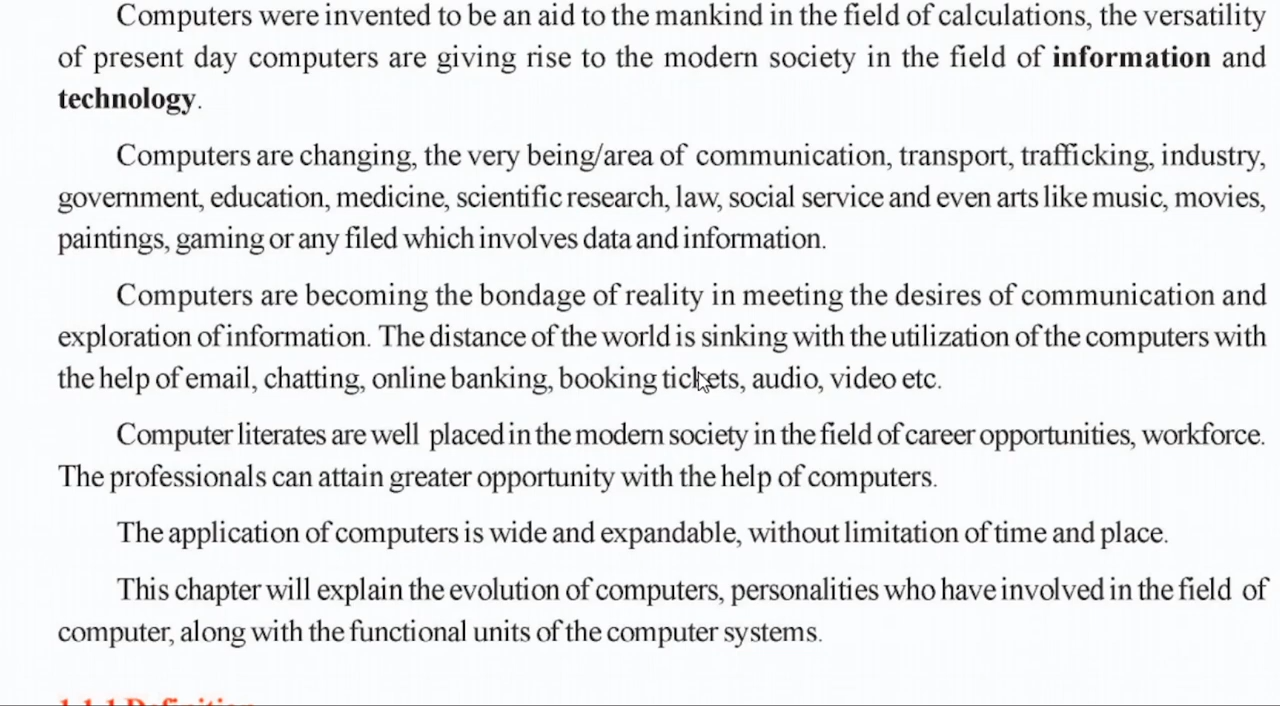 Computers were invented to be an aid to the mankind in the field of calculations, the versatility
of present day computers are giving rise to the modern society in the field of information and
technology.
Computers are changing, the very being/area of communication, transport, trafficking, industry,
government, education, medicine, scientific research, law, social service and even arts like music, movies,
paintings, gaming or any filed which involves data and information.
Computers are becoming the bondage of reality in meeting the desires of communication and
exploration of information. The distance of the world is sinking with the utilization of the computers with
the help of email, chatting, online banking, booking tickets, audio, video etc.
Computer literates are well placed in the modern society in the field of career opportunities, workforce.
The professionals can attain greater opportunity with the help of computers.
The application of computers is wide and expandable, without limitation of time and place.
This chapter will explain the evolution of computers, personalities who have involved in the field of
computer, along with the functional units of the computer systems.
1.1.1 Definition